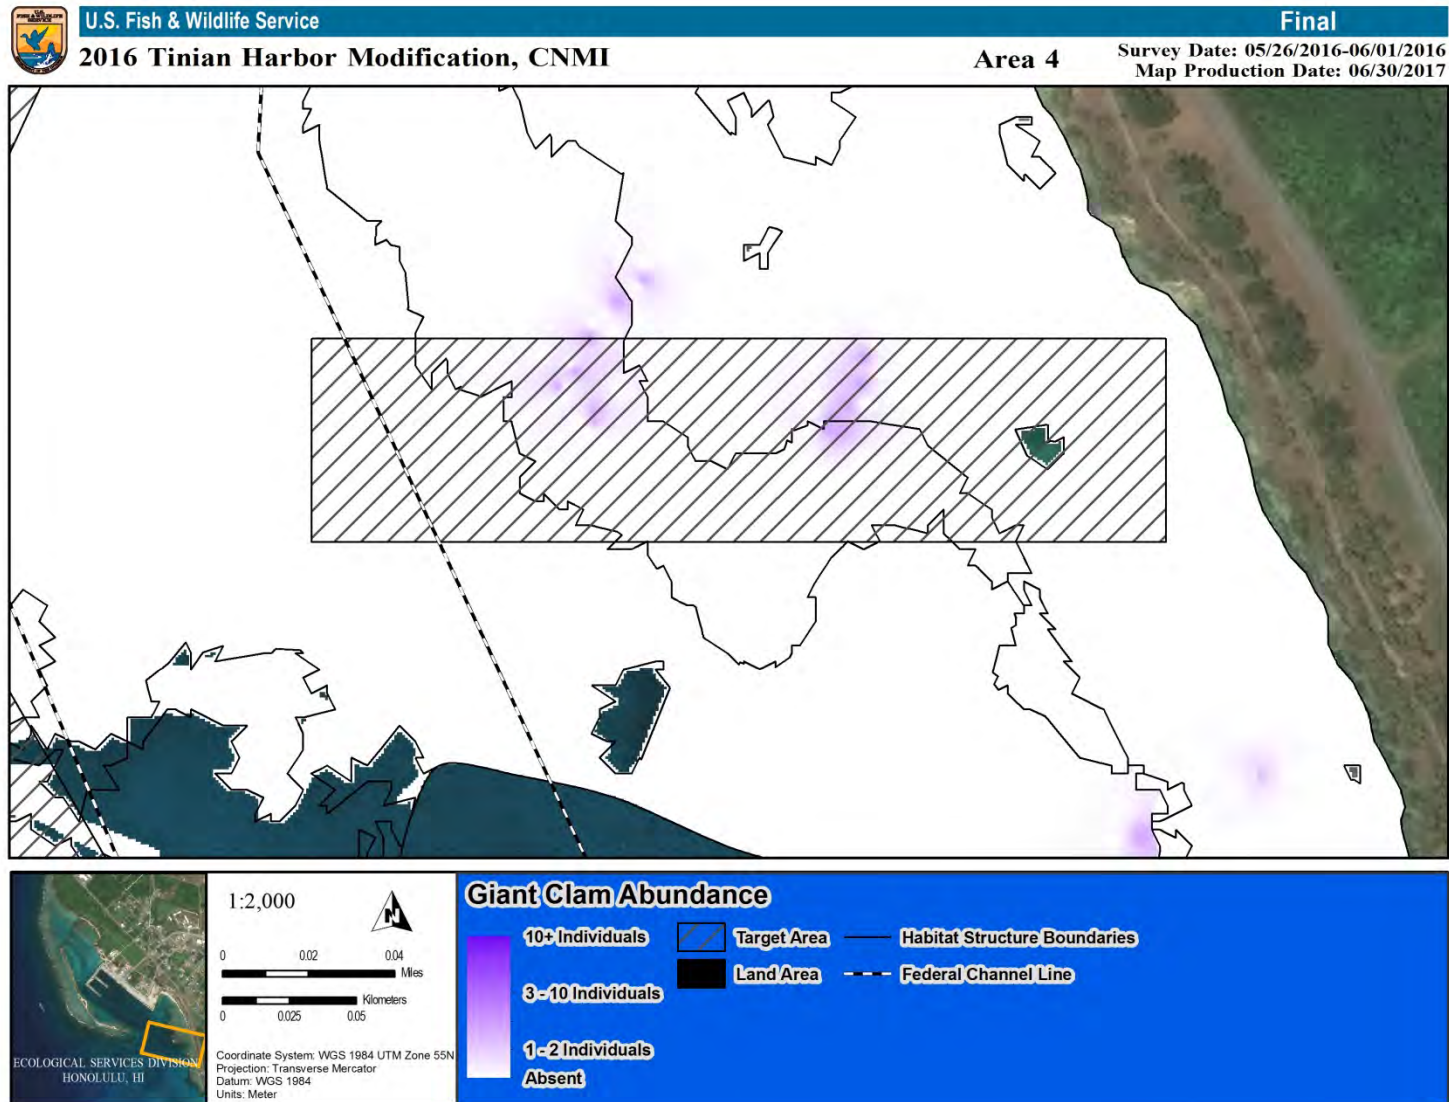 U.S.
FISH & WILDLIFE
SERVICE
U.S. Fish & Wildlife Service
Final
2016 Tinian Harbor Modification, CNMI
Area 4
Survey Date: 05/26/2016-06/01/2016
Map Production Date: 06/30/2017
ECOLOGICAL SERVICES DIVISION
HONOLULU, HI
1:2,000
N
0 0.02 0.04
Miles
Kilometers
0 0.025 0.05
Coordinate System: WGS 1984 UTM Zone 55N
Projection: Transverse Mercator
Datum: WGS 1984
Units: Meter
Giant Clam Abundance
10+ Individuals
3 - 10 Individuals
1 - 2 Individuals
Absent
Target Area
Land Area
Habitat Structure Boundaries
Federal Channel Line